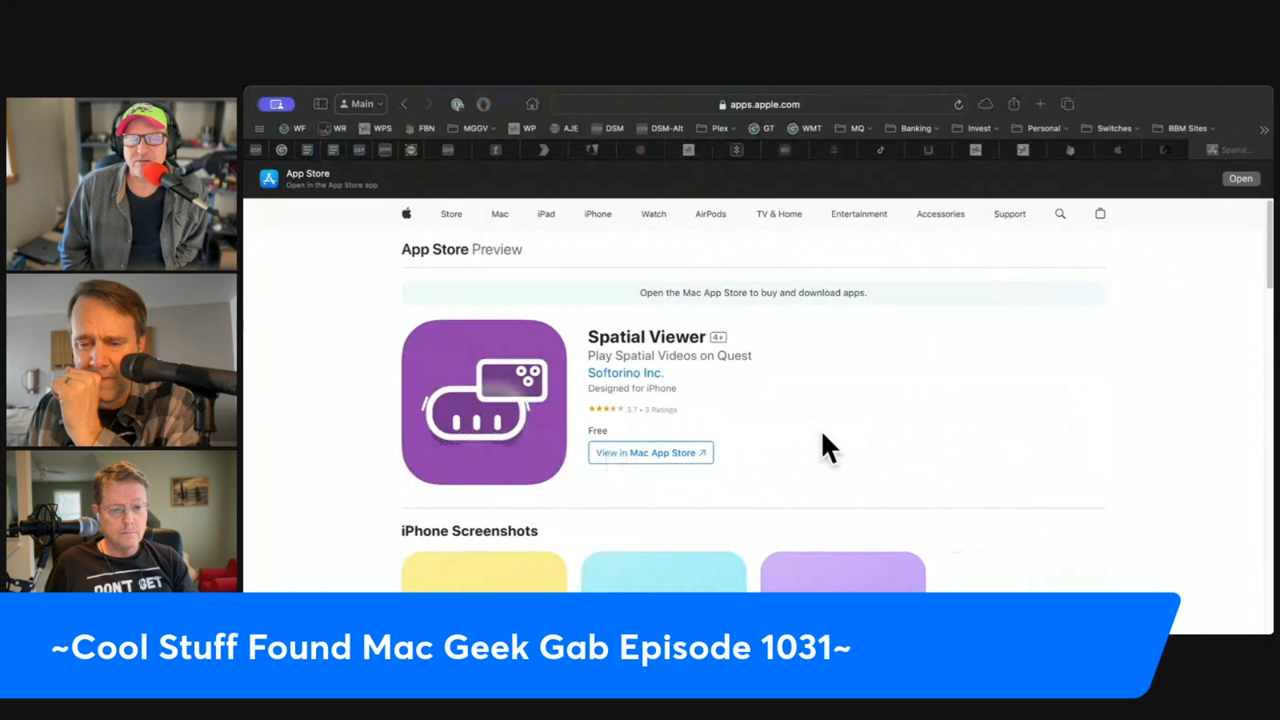 Main
apps.apple.com
WF
WR
WPS
FBN
MGGV
WP
AJE
DSM
DSM-Alt
Plex
GT
WMT
MQ
Banking
Invest
Personal
Switches
BBM Sites
Spatial...
App Store
Open in the App Store app
Open
Store
Mac
iPad
iPhone
Watch
AirPods
TV & Home
Entertainment
Accessories
Support
App Store Preview
Open the Mac App Store to buy and download apps.
Spatial Viewer 4+
Play Spatial Videos on Quest
Softorino Inc.
Designed for iPhone
3.7 • 3 Ratings
Free
View in Mac App Store ↗
iPhone Screenshots
DON'T GET
~Cool Stuff Found Mac Geek Gab Episode 1031~